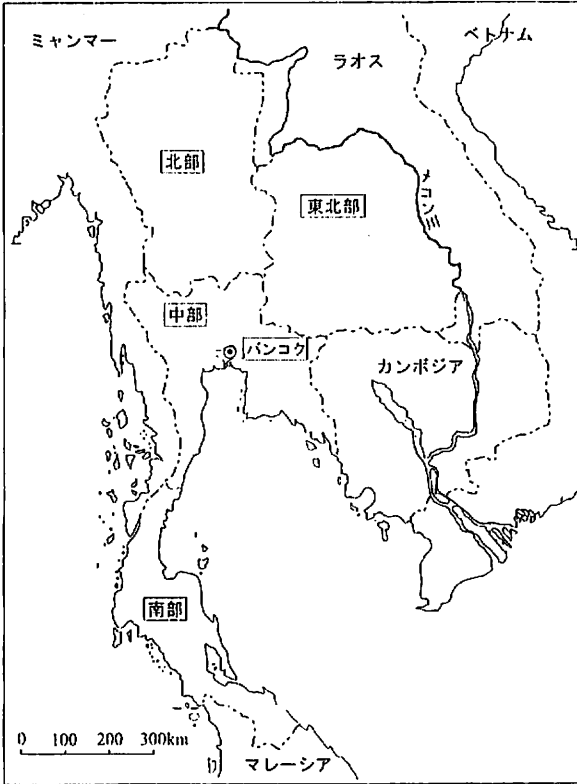 ミャンマー
ラオス
ベトナム
北部
東北部
メコン川
中部
バンコク
カンボジア
南部
0 100 200 300km
マレーシア